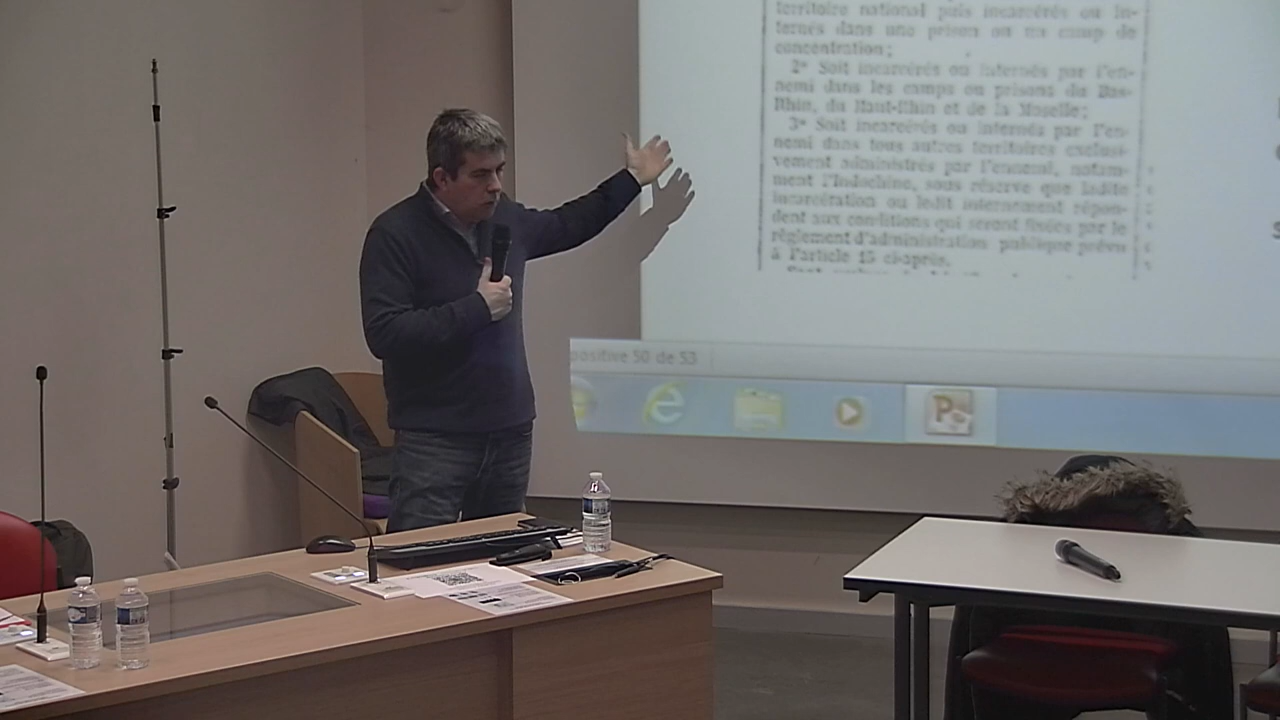 territoire national puis incarcérés ou in-
ternés dans une prison ou un camp de
concentration;
2° Soit incarcérés ou internés par l'en-
nemi dans les camps ou prisons du Bas-
Rhin, du Haut-Rhin et de la Moselle;
3° Soit incarcérés ou internés par l'en-
nemi dans tous autres territoires exclusi-
vement administrés par l'ennemi, notam-
ment l'Indochine, sous réserve que ladite
incarcération ou ledit internement répon-
dent aux conditions qui seront fixées par le
règlement d'administration publique prévu
à l'article 15 ci-après.
positive 50 de 53